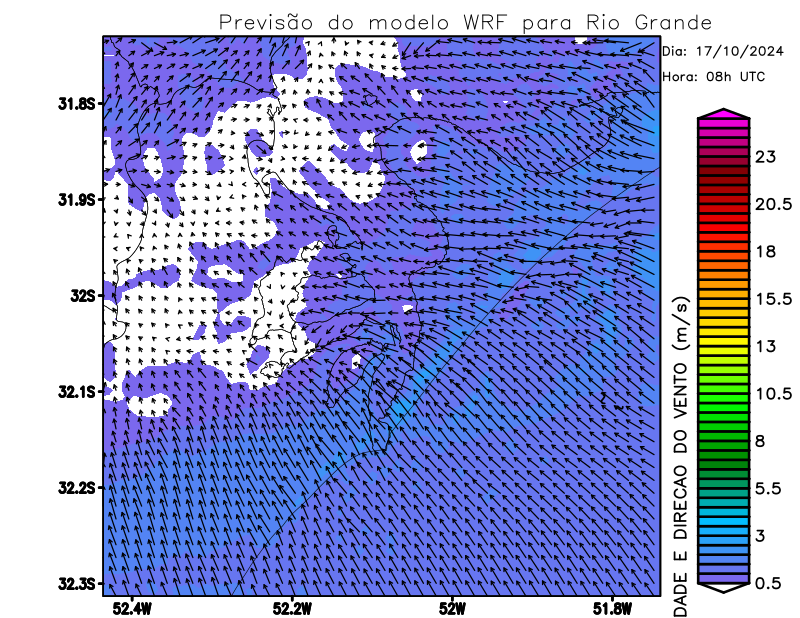 Previsão do modelo WRF para Rio Grande
Dia: 17/10/2024
Hora: 08h UTC
31.8S
31.9S
32S
32.1S
32.2S
32.3S
52.4W
52.2W
52W
51.8W
23
20.5
18
15.5
13
10.5
8
5.5
3
0.5
DADE E DIRECAO DO VENTO (m/s)